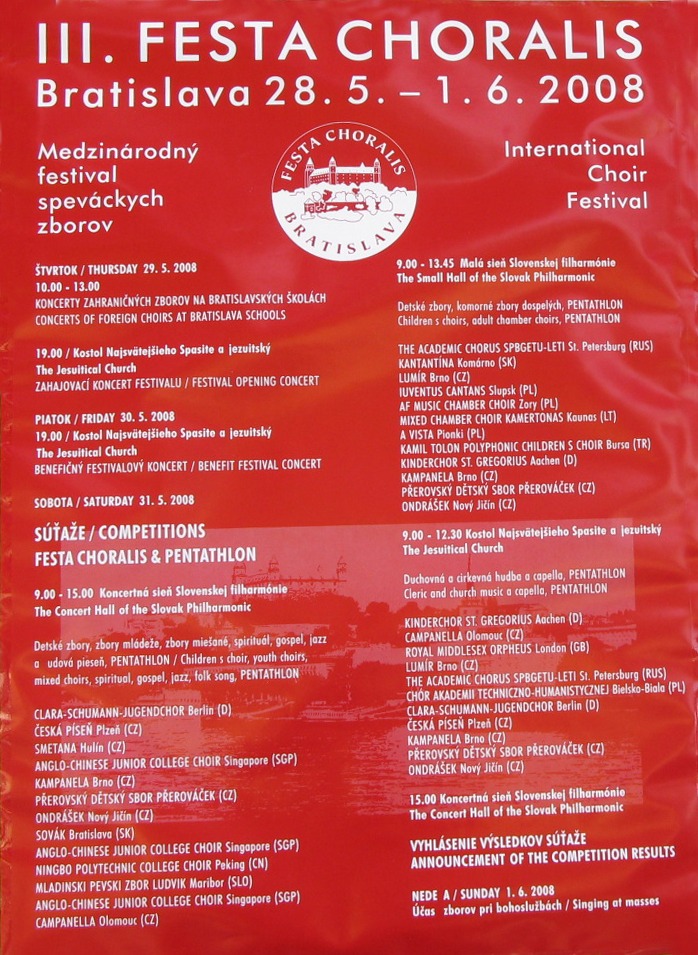 III. FESTA CHORALIS
Bratislava 28. 5. – 1. 6. 2008
Medzinárodný
festival
speváckych
zborov
FESTA CHORALIS
BRATISLAVA
International
Choir
Festival
ŠTVRTOK / THURSDAY 29. 5. 2008
10.00 - 13.00
KONCERTY ZAHRANIČNÝCH ZBOROV NA BRATISLAVSKÝCH ŠKOLÁCH
CONCERTS OF FOREIGN CHOIRS AT BRATISLAVA SCHOOLS
19.00 / Kostol Najsvätejšieho Spasite a jezuitský
The Jesuitical Church
ZAHAJOVACÍ KONCERT FESTIVALU / FESTIVAL OPENING CONCERT
PIATOK / FRIDAY 30. 5. 2008
19.00 / Kostol Najsvätejšieho Spasite a jezuitský
The Jesuitical Church
BENEFIČNÝ FESTIVALOVÝ KONCERT / BENEFIT FESTIVAL CONCERT
SOBOTA / SATURDAY 31. 5. 2008
SÚŤAŽE / COMPETITIONS
FESTA CHORALIS & PENTATHLON
9.00 - 15.00 Koncertná sieň Slovenskej filharmónie
The Concert Hall of the Slovak Philharmonic
Detské zbory, zbory mládeže, zbory miešané, spirituál, gospel, jazz
a udová pieseň, PENTATHLON / Children s choir, youth choirs,
mixed choirs, spiritual, gospel, jazz, folk song, PENTATHLON
CLARA-SCHUMANN-JUGENDCHOR Berlin (D)
ČESKÁ PÍSEŇ Plzeň (CZ)
SMETANA Hulín (CZ)
ANGLO-CHINESE JUNIOR COLLEGE CHOIR Singapore (SGP)
KAMPANELA Brno (CZ)
PŘEROVSKÝ DĚTSKÝ SBOR PŘEROVÁČEK (CZ)
ONDRÁŠEK Nový Jičín (CZ)
SOVÁK Bratislava (SK)
ANGLO-CHINESE JUNIOR COLLEGE CHOIR Singapore (SGP)
NINGBO POLYTECHNIC COLLEGE CHOIR Peking (CN)
MLADINSKI PEVSKI ZBOR LUDVIK Maribor (SLO)
ANGLO-CHINESE JUNIOR COLLEGE CHOIR Singapore (SGP)
CAMPANELLA Olomouc (CZ)
9.00 - 13.45 Malá sieň Slovenskej filharmónie
The Small Hall of the Slovak Philharmonic
Detské zbory, komorné zbory dospelých, PENTATHLON
Children s choirs, adult chamber choirs, PENTATHLON
THE ACADEMIC CHORUS SPBGETU-LETI St. Petersburg (RUS)
KANTANTÍNA Komárno (SK)
LUMÍR Brno (CZ)
IUVENTUS CANTANS Slupsk (PL)
AF MUSIC CHAMBER CHOIR Zory (PL)
MIXED CHAMBER CHOIR KAMERTONAS Kaunas (LT)
A VISTA Pionki (PL)
KAMIL TOLON POLYPHONIC CHILDREN S CHOIR Bursa (TR)
KINDERCHOR ST. GREGORIUS Aachen (D)
KAMPANELA Brno (CZ)
PŘEROVSKÝ DĚTSKÝ SBOR PŘEROVÁČEK (CZ)
ONDRÁŠEK Nový Jičín (CZ)
9.00 - 12.30 Kostol Najsvätejšieho Spasite a jezuitský
The Jesuitical Church
Duchovná a cirkevná hudba a capella, PENTATHLON
Cleric and church music a capella, PENTATHLON
KINDERCHOR ST. GREGORIUS Aachen (D)
CAMPANELLA Olomouc (CZ)
ROYAL MIDDLESEX ORPHEUS London (GB)
LUMÍR Brno (CZ)
THE ACADEMIC CHORUS SPBGETU-LETI St. Petersburg (RUS)
CHÓR AKADEMII TECHNICZNO-HUMANISTYCZNEJ Bielsko-Biala (PL)
CLARA-SCHUMANN-JUGENDCHOR Berlin (D)
ČESKÁ PÍSEŇ Plzeň (CZ)
KAMPANELA Brno (CZ)
PŘEROVSKÝ DĚTSKÝ SBOR PŘEROVÁČEK (CZ)
ONDRÁŠEK Nový Jičín (CZ)
15.00 Koncertná sieň Slovenskej filharmónie
The Concert Hall of the Slovak Philharmonic
VYHLÁSENIE VÝSLEDKOV SÚŤAŽE
ANNOUNCEMENT OF THE COMPETITION RESULTS
NEDE A / SUNDAY 1. 6. 2008
Účas zborov pri bohoslužbách / Singing at masses